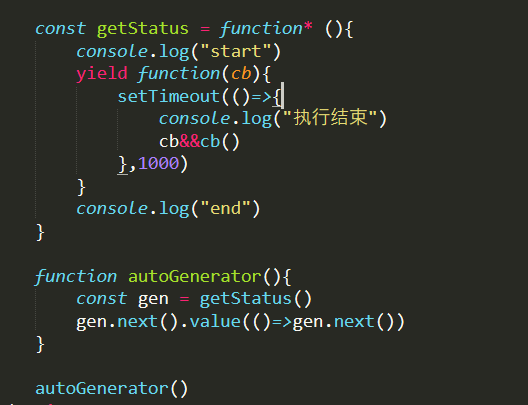 const getStatus = function* (){
    console.log("start")
    yield function(cb){
        setTimeout(()=>{
            console.log("执行结束")
            cb&&cb()
        },1000)
    }
    console.log("end")
}
function autoGenerator(){
    const gen = getStatus()
    gen.next().value(()=>gen.next())
}
autoGenerator()